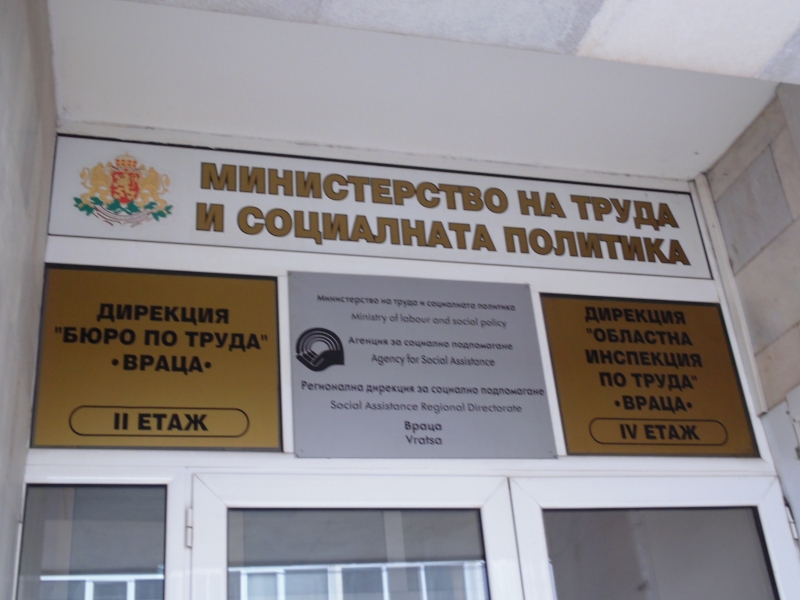 МИНИСТЕРСТВО НА ТРУДА
И СОЦИАЛНАТА ПОЛИТИКА
ДИРЕКЦИЯ
"БЮРО ПО ТРУДА"
•ВРАЦА•
II ЕТАЖ
Министерство на труда и социалната политика
Ministry of labour and social policy
Агенция за социално подпомагане
Agency for Social Assistance
Регионална дирекция за социално подпомагане
Social Assistance Regional Directorate
Враца
Vratsa
ДИРЕКЦИЯ
"ОБЛАСТНА
ИНСПЕКЦИЯ
ПО ТРУДА"
•ВРАЦА•
IV ЕТАЖ